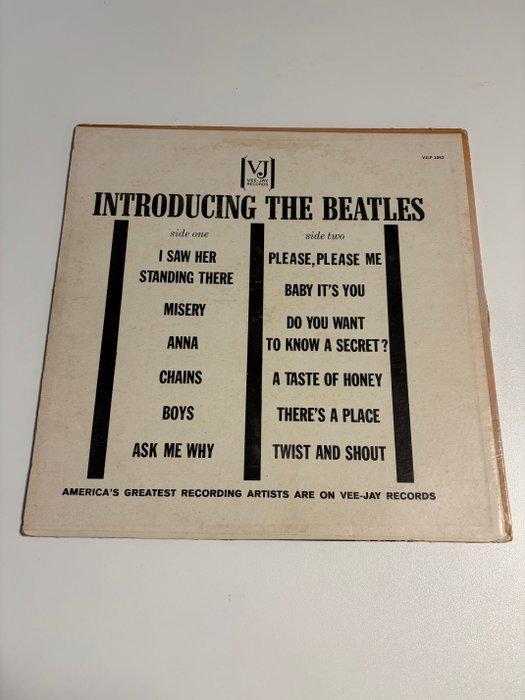 VJ
VEE-JAY
RECORDS
VJLP 1062
INTRODUCING THE BEATLES
side one
I SAW HER
STANDING THERE
MISERY
ANNA
CHAINS
BOYS
ASK ME WHY
side two
PLEASE, PLEASE ME
BABY IT'S YOU
DO YOU WANT
TO KNOW A SECRET?
A TASTE OF HONEY
THERE'S A PLACE
TWIST AND SHOUT
AMERICA'S GREATEST RECORDING ARTISTS ARE ON VEE-JAY RECORDS